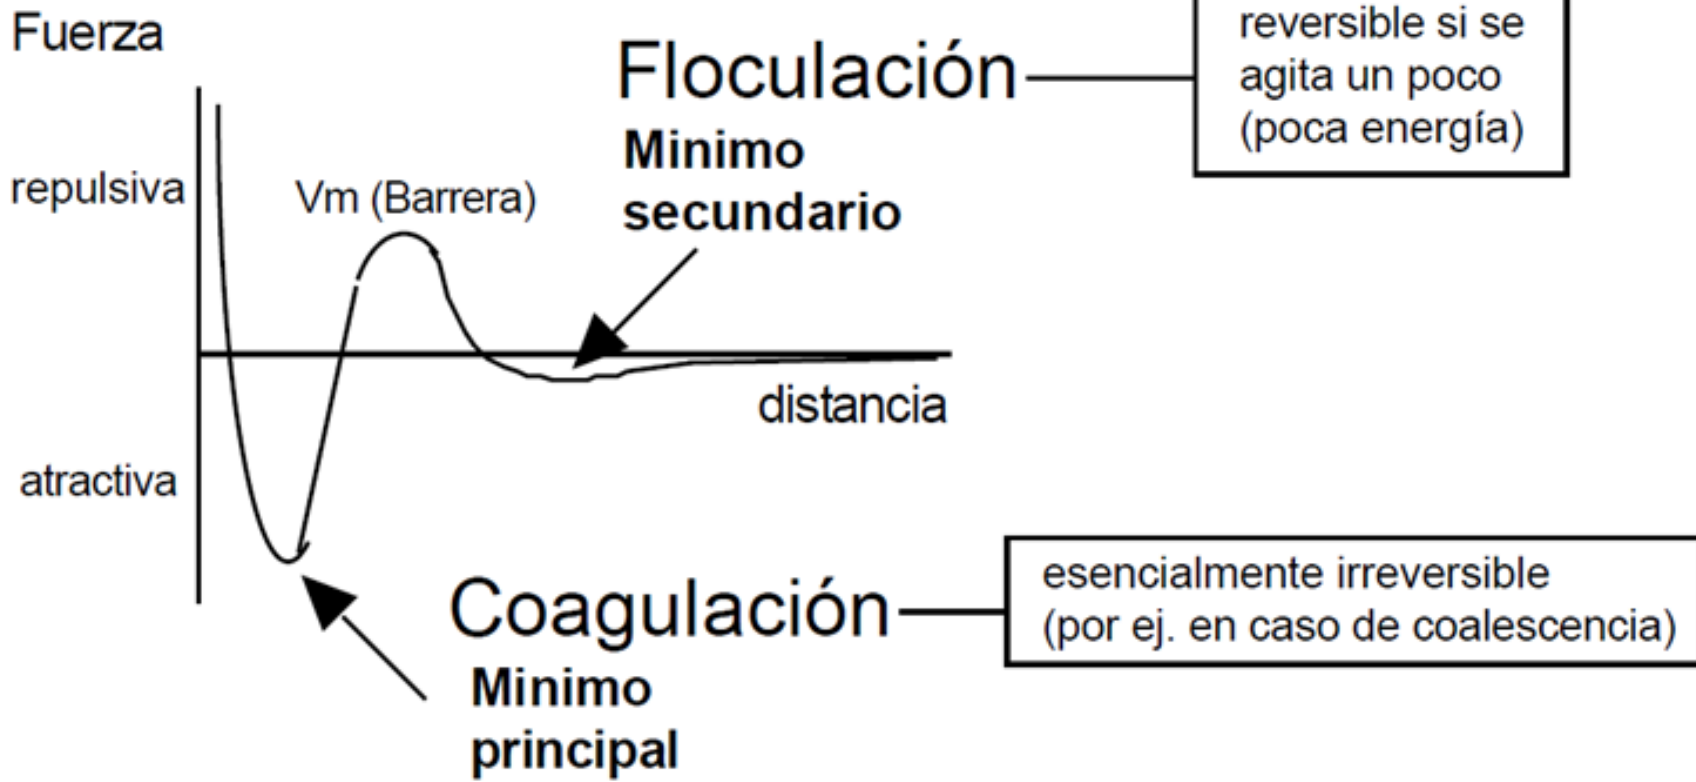 Fuerza
repulsiva
atractiva
Vm (Barrera)
Floculación
Minimo
secundario
reversible si se
agita un poco
(poca energía)
distancia
Coagulación
Minimo
principal
esencialmente irreversible
(por ej. en caso de coalescencia)